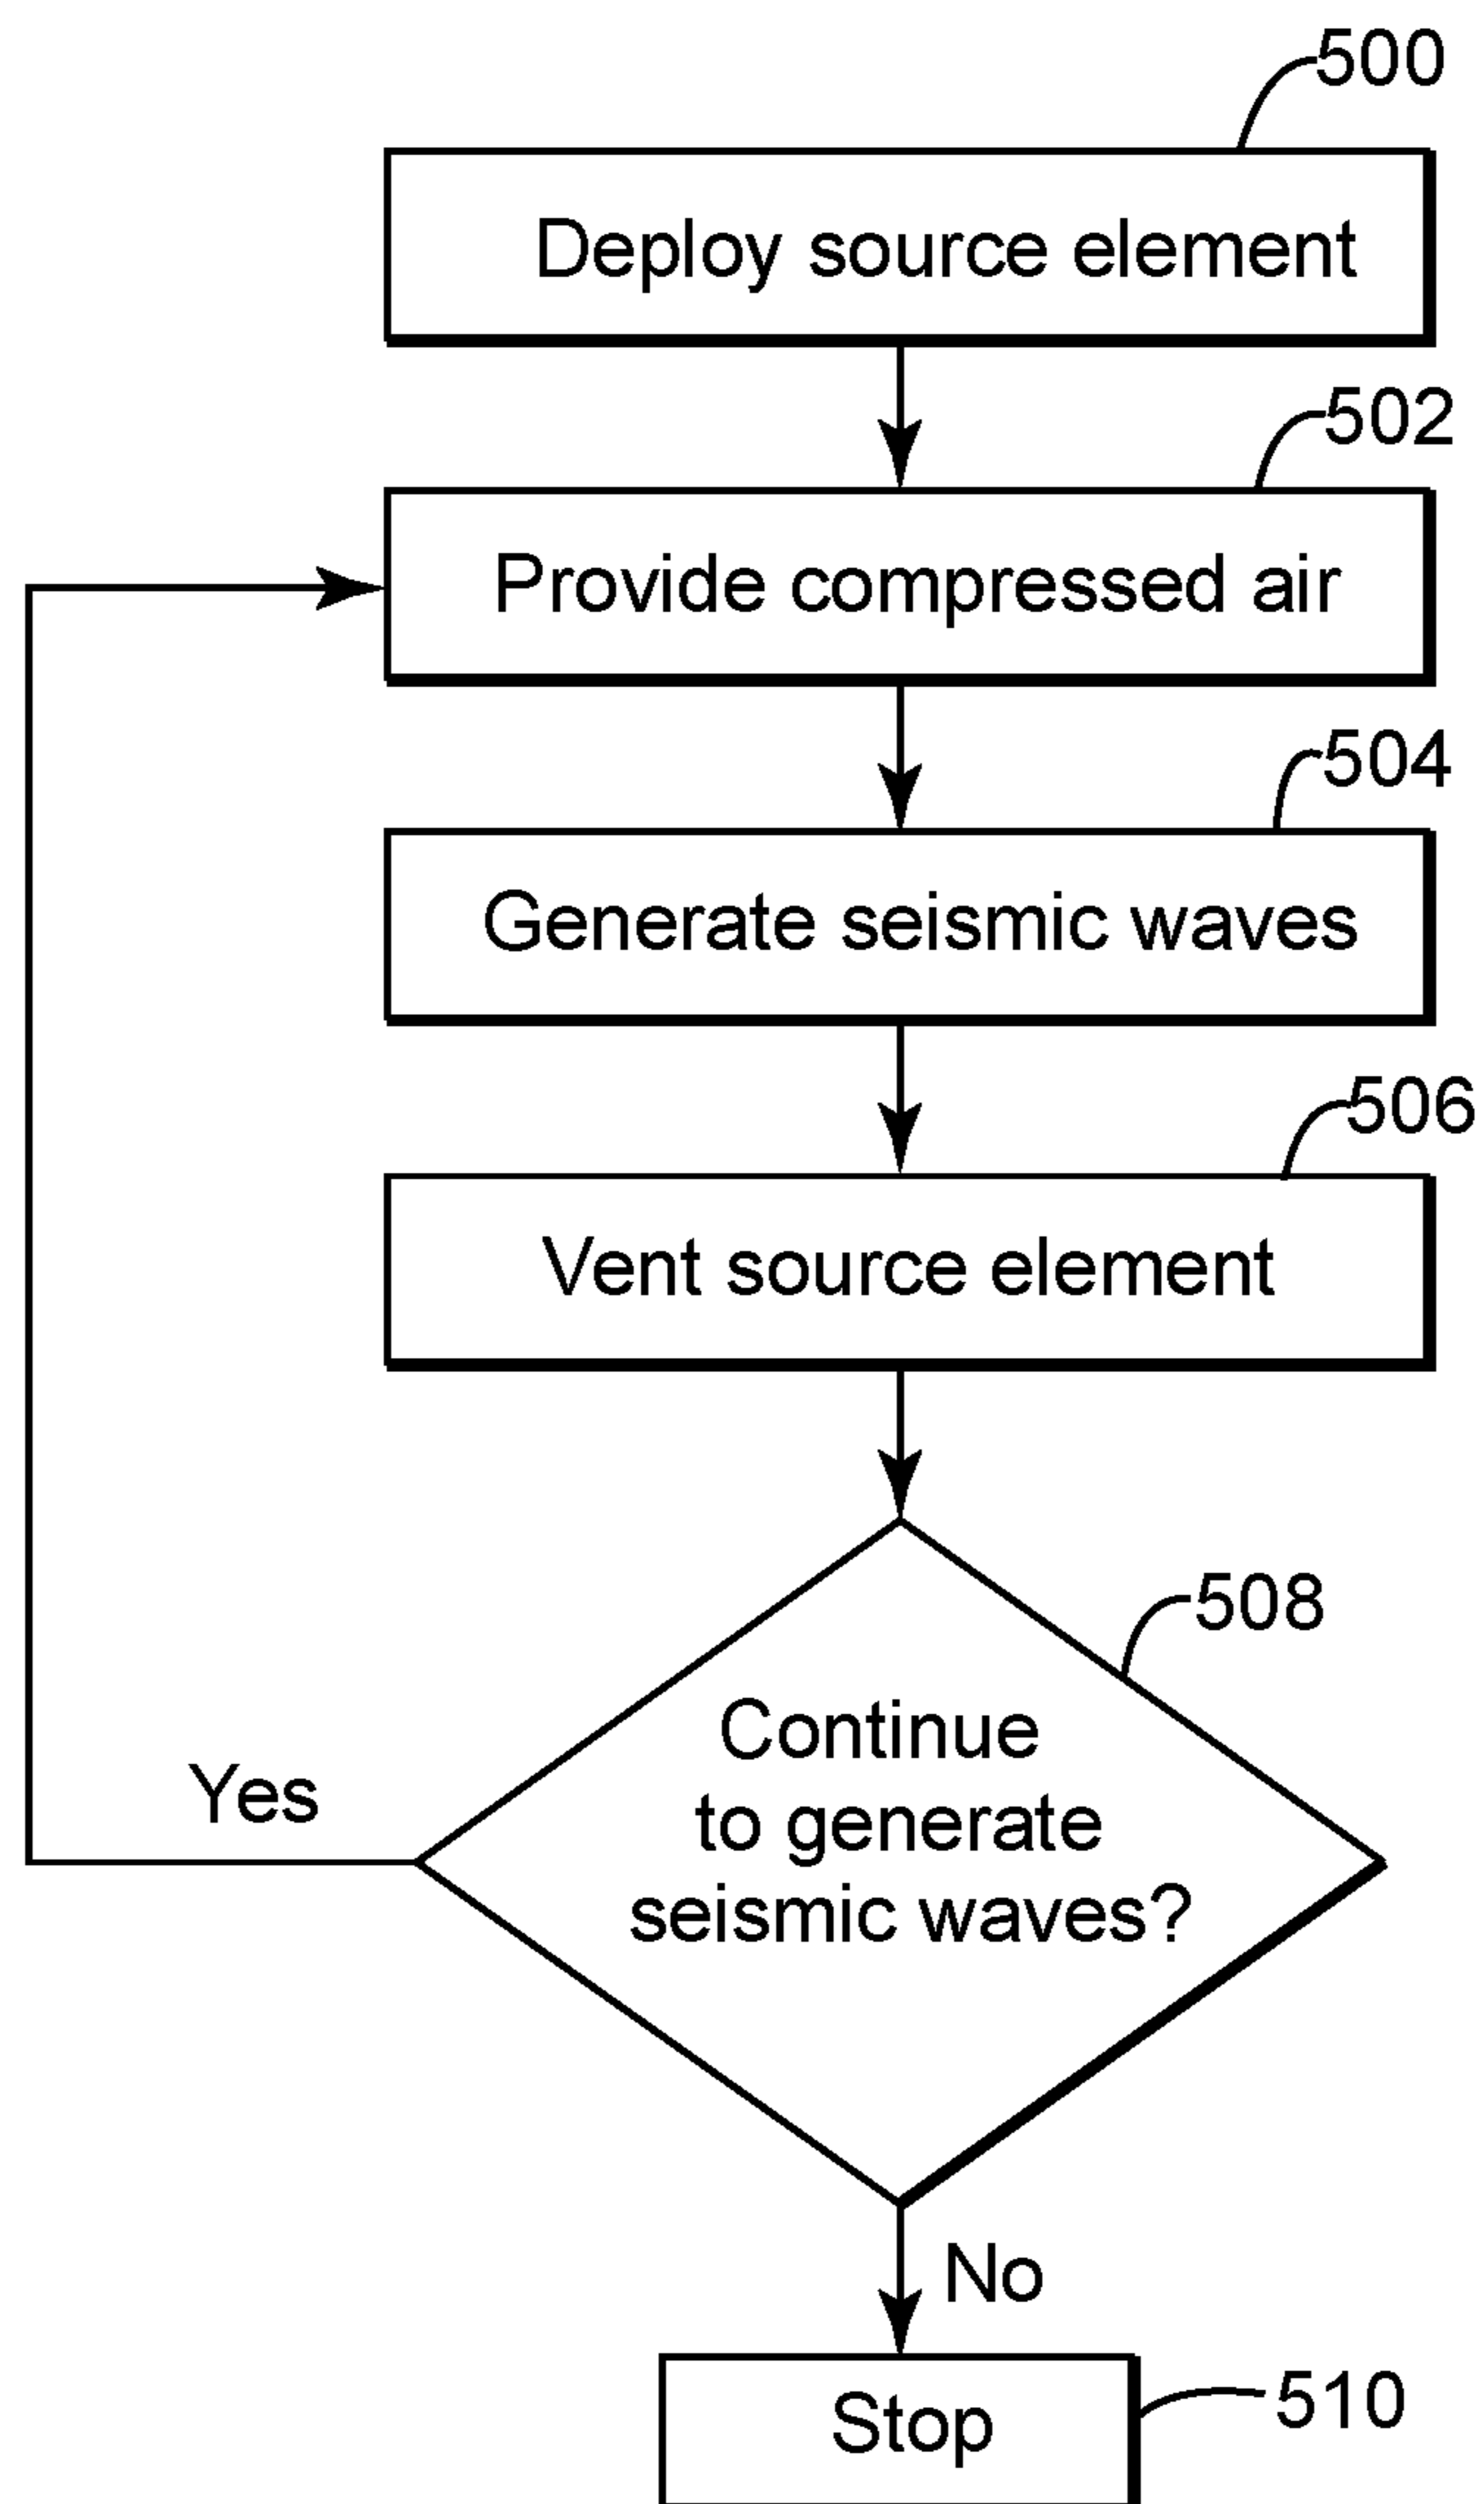 500
Deploy source element
502
Provide compressed air
504
Generate seismic waves
506
Vent source element
508
Continue
to generate
seismic waves?
Yes
No
Stop
510